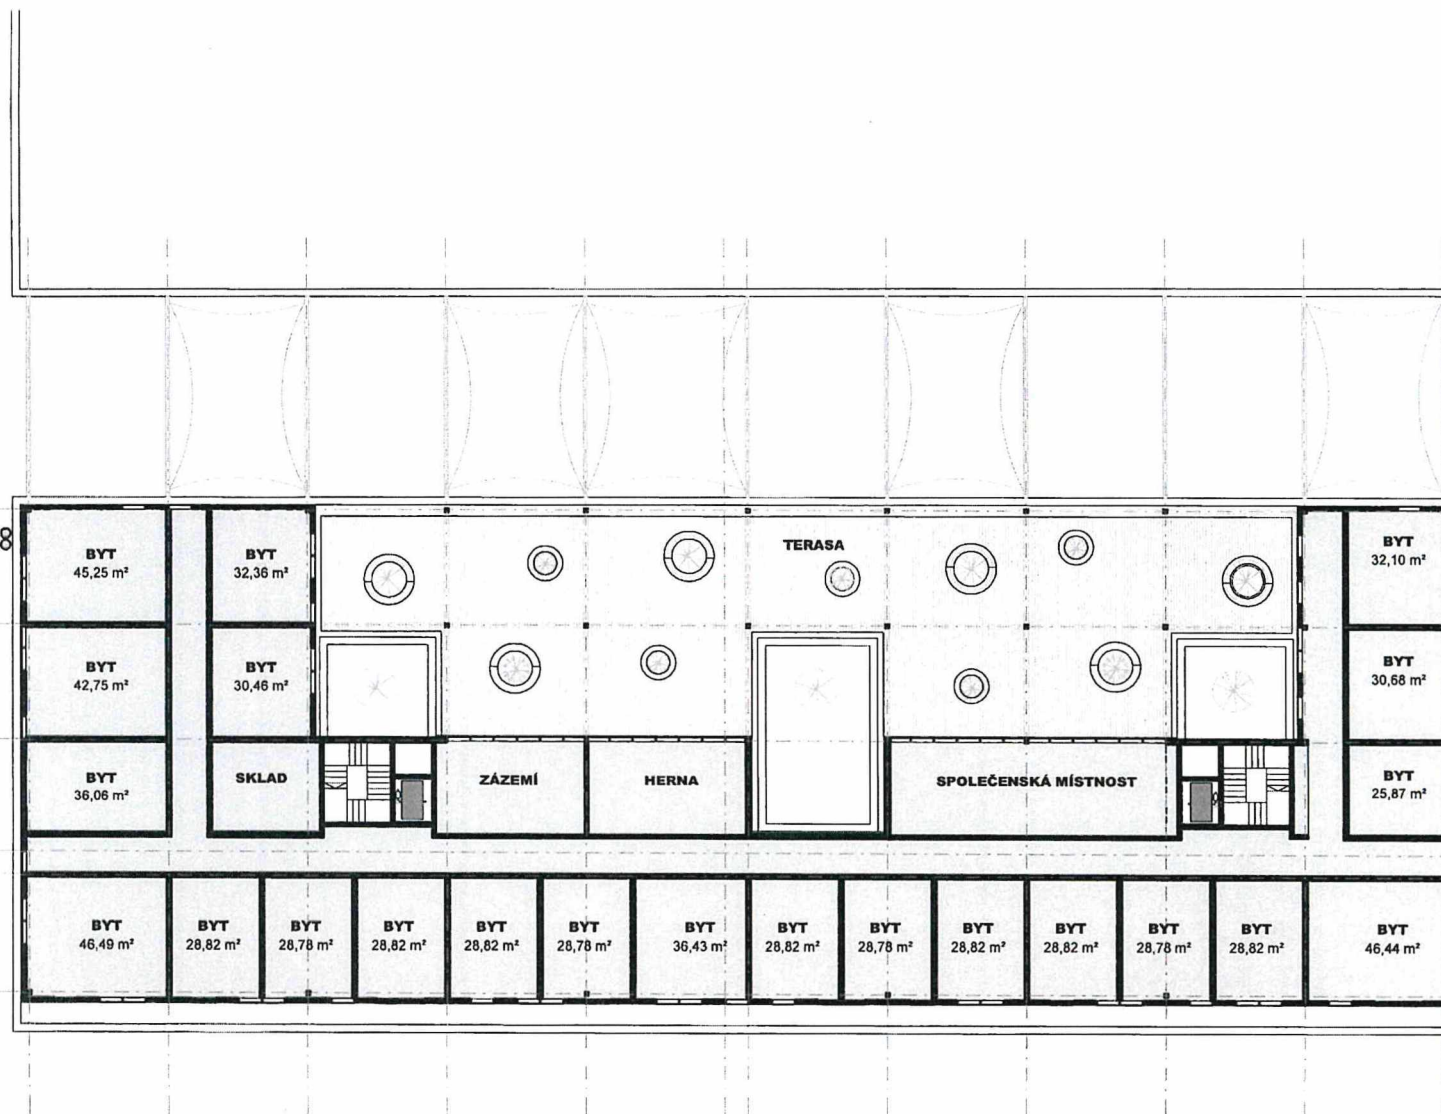 TERASA
BYT
45,25 m²
BYT
32,36 m²
BYT
32,10 m²
BYT
42,75 m²
BYT
30,46 m²
BYT
30,68 m²
BYT
36,06 m²
SKLAD
ZÁZEMÍ
HERNA
SPOLEČENSKÁ MÍSTNOST
BYT
25,87 m²
BYT
46,49 m²
BYT
28,82 m²
BYT
28,78 m²
BYT
28,82 m²
BYT
28,82 m²
BYT
28,78 m²
BYT
36,43 m²
BYT
28,82 m²
BYT
28,78 m²
BYT
28,82 m²
BYT
28,82 m²
BYT
28,78 m²
BYT
28,82 m²
BYT
46,44 m²